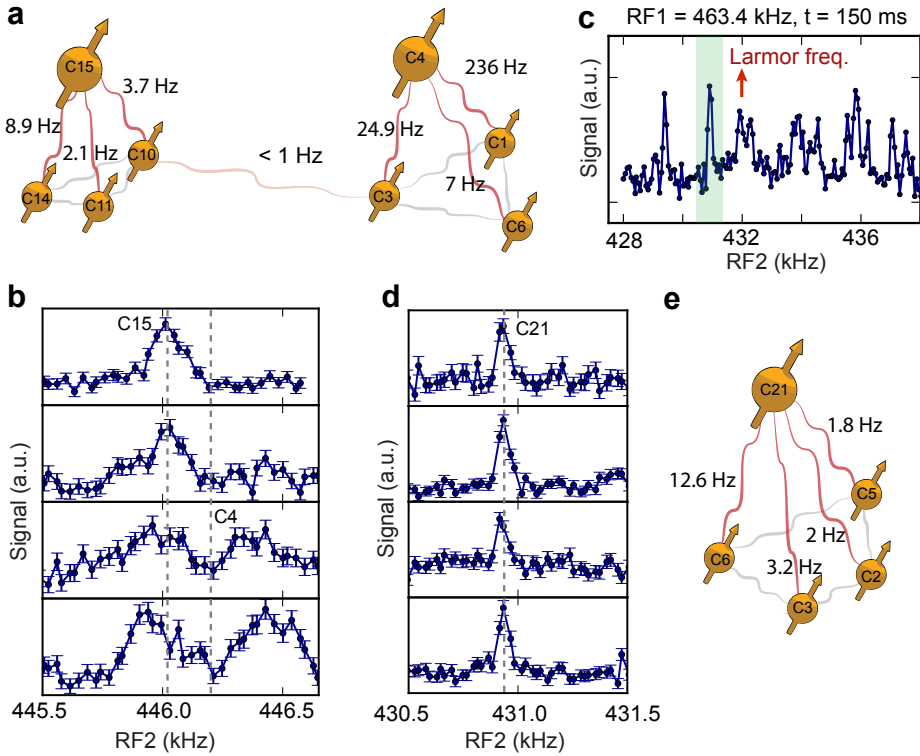 a
C15
3.7 Hz
8.9 Hz
2.1 Hz
C10
C14
C11
< 1 Hz
C4
236 Hz
24.9 Hz
C1
7 Hz
C3
C6
c
RF1 = 463.4 kHz, t = 150 ms
Larmor freq.
Signal (a.u.)
428
432
436
RF2 (kHz)
b
C15
C4
Signal (a.u.)
445.5
446.0
446.5
RF2 (kHz)
d
C21
Signal (a.u.)
430.5
431.0
431.5
RF2 (kHz)
e
C21
1.8 Hz
12.6 Hz
C5
2 Hz
C6
3.2 Hz
C2
C3